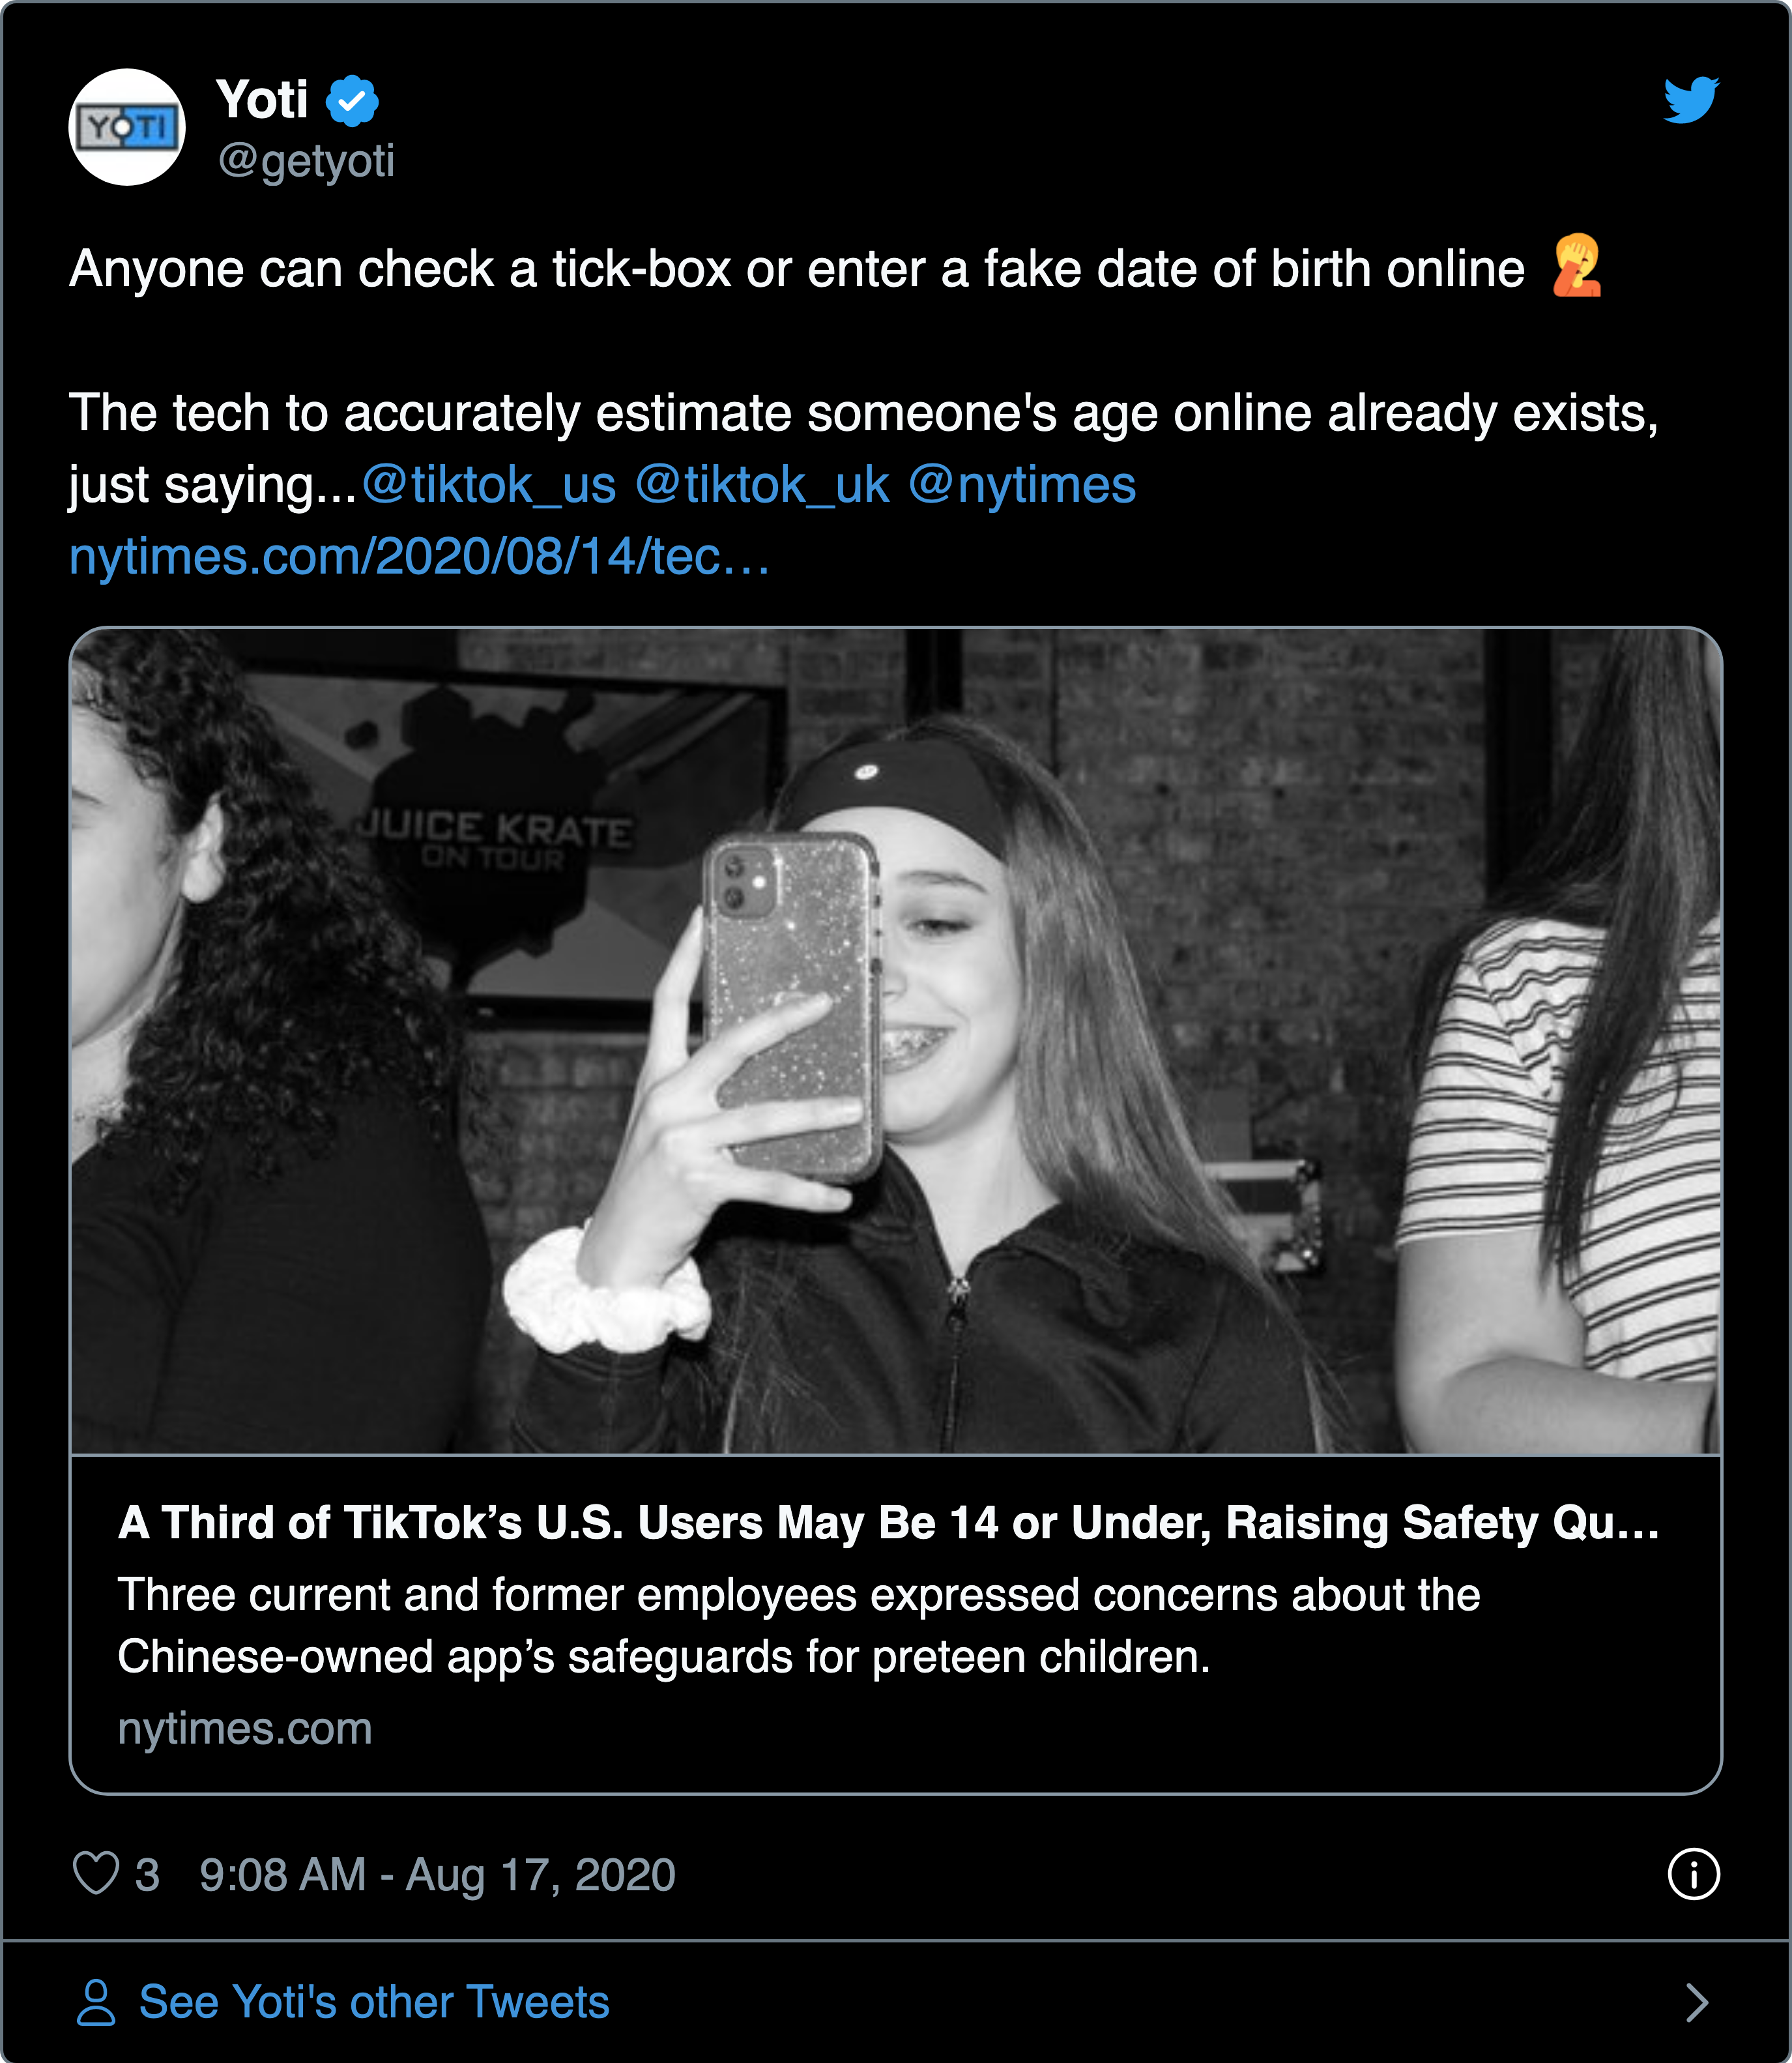 YOTI
Yoti
@getyoti
Anyone can check a tick-box or enter a fake date of birth online 🤦
The tech to accurately estimate someone's age online already exists,
just saying...@tiktok_us @tiktok_uk @nytimes
nytimes.com/2020/08/14/tec…
JUICE KRATE
ON TOUR
A Third of TikTok’s U.S. Users May Be 14 or Under, Raising Safety Qu…
Three current and former employees expressed concerns about the
Chinese-owned app’s safeguards for preteen children.
nytimes.com
3 9:08 AM - Aug 17, 2020
See Yoti's other Tweets